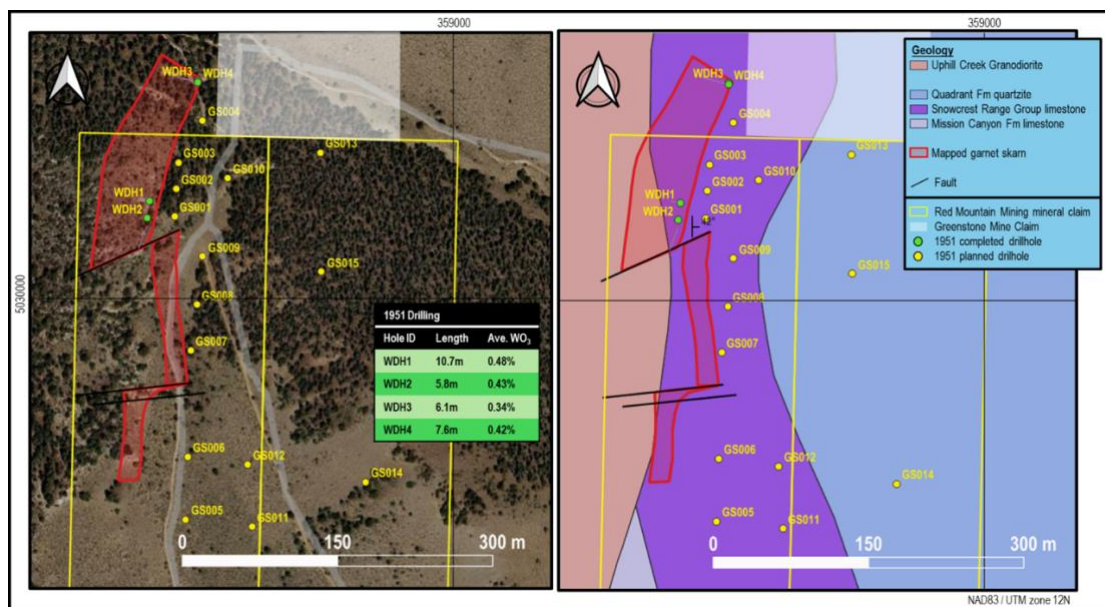 359000
359000
5030000
WDH3
WDH4
GS004
GS003
GS013
GS010
GS002
WDH1
WDH2
GS001
GS009
GS015
GS008
GS007
GS006
GS012
GS014
GS005
GS011
1951 Drilling
Hole ID Length Ave. WO₃
WDH1 10.7m 0.48%
WDH2 5.8m 0.43%
WDH3 6.1m 0.34%
WDH4 7.6m 0.42%
0 150 300 m
WDH3
WDH4
GS004
GS003
GS013
GS010
GS002
WDH1
WDH2
GS001
GS009
GS015
GS008
GS007
GS006
GS012
GS014
GS005
GS011
0 150 300 m
Geology
Uphill Creek Granodiorite
Quadrant Fm quartzite
Snowcrest Range Group limestone
Mission Canyon Fm limestone
Mapped garnet skarn
Fault
Red Mountain Mining mineral claim
Greenstone Mine Claim
1951 completed drillhole
1951 planned drillhole
NAD83 / UTM zone 12N